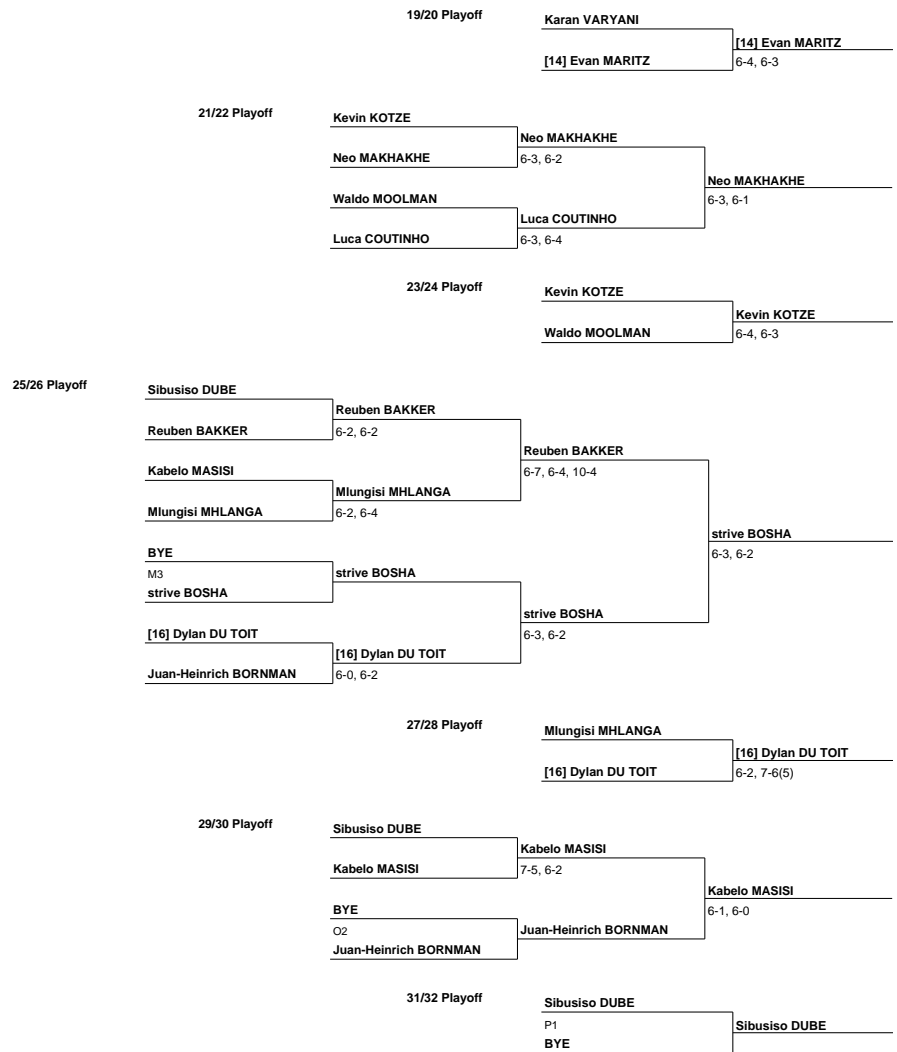 19/20 Playoff
Karan VARYANI
[14] Evan MARITZ
[14] Evan MARITZ
6-4, 6-3
21/22 Playoff
Kevin KOTZE
Neo MAKHAKHE
Neo MAKHAKHE
6-3, 6-2
Neo MAKHAKHE
6-3, 6-1
Waldo MOOLMAN
Luca COUTINHO
Luca COUTINHO
6-3, 6-4
23/24 Playoff
Kevin KOTZE
Kevin KOTZE
Waldo MOOLMAN
6-4, 6-3
25/26 Playoff
Sibusiso DUBE
Reuben BAKKER
Reuben BAKKER
6-2, 6-2
Reuben BAKKER
6-7, 6-4, 10-4
Kabelo MASISI
Mlungisi MHLANGA
Mlungisi MHLANGA
6-2, 6-4
strive BOSHA
6-3, 6-2
BYE
M3
strive BOSHA
strive BOSHA
strive BOSHA
6-3, 6-2
[16] Dylan DU TOIT
[16] Dylan DU TOIT
Juan-Heinrich BORNMAN
6-0, 6-2
27/28 Playoff
Mlungisi MHLANGA
[16] Dylan DU TOIT
[16] Dylan DU TOIT
6-2, 7-6(5)
29/30 Playoff
Sibusiso DUBE
Kabelo MASISI
Kabelo MASISI
7-5, 6-2
Kabelo MASISI
6-1, 6-0
BYE
O2
Juan-Heinrich BORNMAN
Juan-Heinrich BORNMAN
31/32 Playoff
Sibusiso DUBE
P1
Sibusiso DUBE
BYE